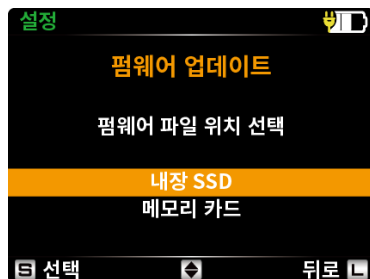 설정
펌웨어 업데이트
펌웨어 파일 위치 선택
내장 SSD
메모리 카드
S 선택 뒤로 L